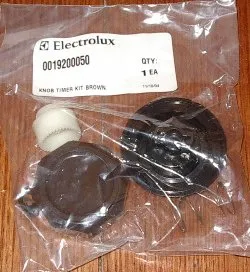 Electrolux
0019200050
QTY:
1 EA
KNOB TIMER KIT BROWN